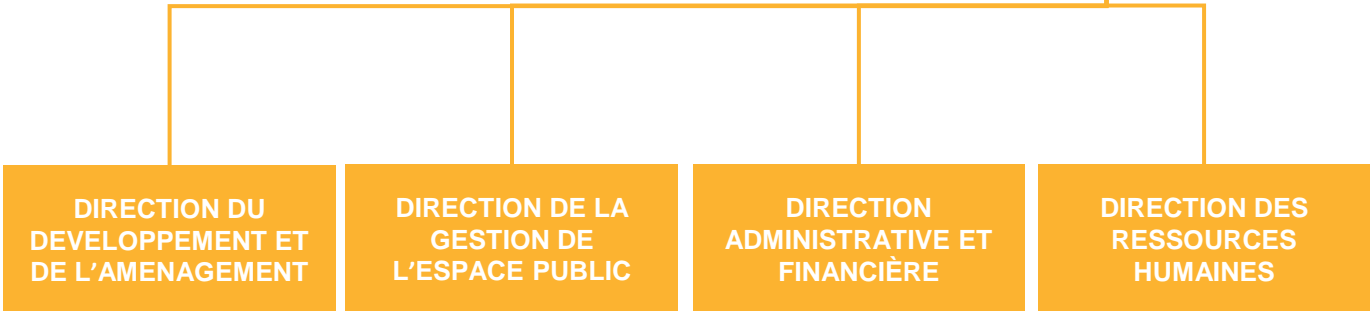 DIRECTION DU
DEVELOPPEMENT ET
DE L'AMENAGEMENT
DIRECTION DE LA
GESTION DE
L'ESPACE PUBLIC
DIRECTION
ADMINISTRATIVE ET
FINANCIÈRE
DIRECTION DES
RESSOURCES
HUMAINES